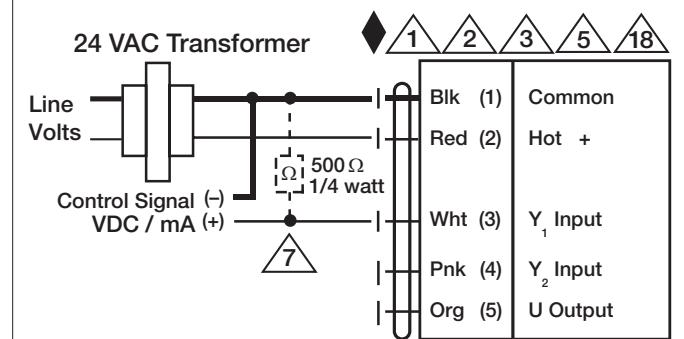 24 VAC Transformer
1 2 3 5 18
Line
Volts
Blk (1) Common
Red (2) Hot +
Ω 500 Ω
1/4 watt
Control Signal (–)
VDC / mA (+)
Wht (3) Y₁ Input
7
Pnk (4) Y₂ Input
Org (5) U Output